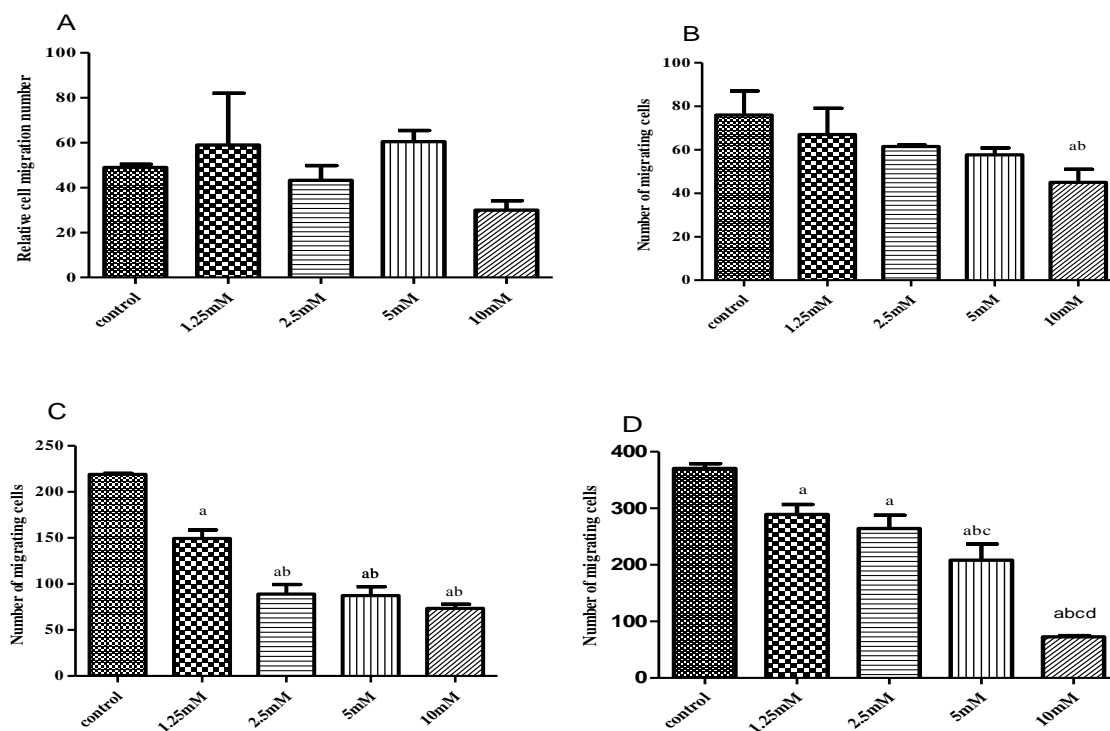 A
Relative cell migration number
100
80
60
40
20
0
control
1.25mM
2.5mM
5mM
10mM
B
Number of migrating cells
100
80
60
40
20
0
ab
control
1.25mM
2.5mM
5mM
10mM
C
Number of migrating cells
250
200
150
100
50
0
a
ab
ab
ab
control
1.25mM
2.5mM
5mM
10mM
D
Number of migrating cells
400
300
200
100
0
a
a
abc
abcd
control
1.25mM
2.5mM
5mM
10mM